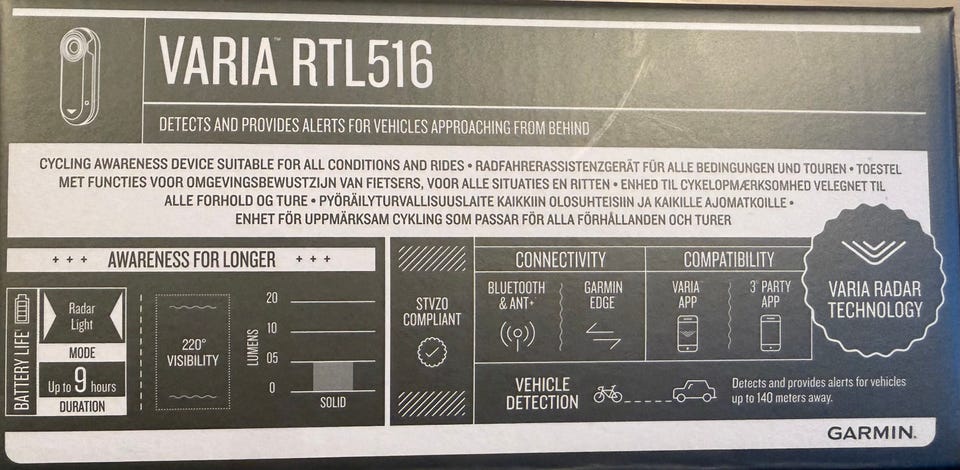 VARIA™ RTL516
DETECTS AND PROVIDES ALERTS FOR VEHICLES APPROACHING FROM BEHIND
CYCLING AWARENESS DEVICE SUITABLE FOR ALL CONDITIONS AND RIDES • RADFAHRERASSISTENZGERÄT FÜR ALLE BEDINGUNGEN UND TOUREN • TOESTEL
MET FUNCTIES VOOR OMGEVINGSBEWUSTZIJN VAN FIETSERS, VOOR ALLE SITUATIES EN RITTEN • ENHED TIL CYKELOPMÆRKSOMHED VELEGNET TIL
ALLE FORHOLD OG TURE • PYÖRÄILYTURVALLISUUSLAITE KAIKKIIN OLOSUHTEISIIN JA KAIKILLE AJOMATKOILLE •
ENHET FÖR UPPMÄRKSAM CYKLING SOM PASSAR FÖR ALLA FÖRHÅLLANDEN OCH TURER
+ + + AWARENESS FOR LONGER + + +
BATTERY LIFE
Radar
Light
MODE
Up to 9 hours
DURATION
220°
VISIBILITY
LUMENS
20
10
05
0
SOLID
STVZO
COMPLIANT
CONNECTIVITY
BLUETOOTH
& ANT+
GARMIN
EDGE
COMPATIBILITY
VARIA™
APP
3rd PARTY
APP
VARIA RADAR
TECHNOLOGY
VEHICLE
DETECTION
Detects and provides alerts for vehicles
up to 140 meters away.
GARMIN.